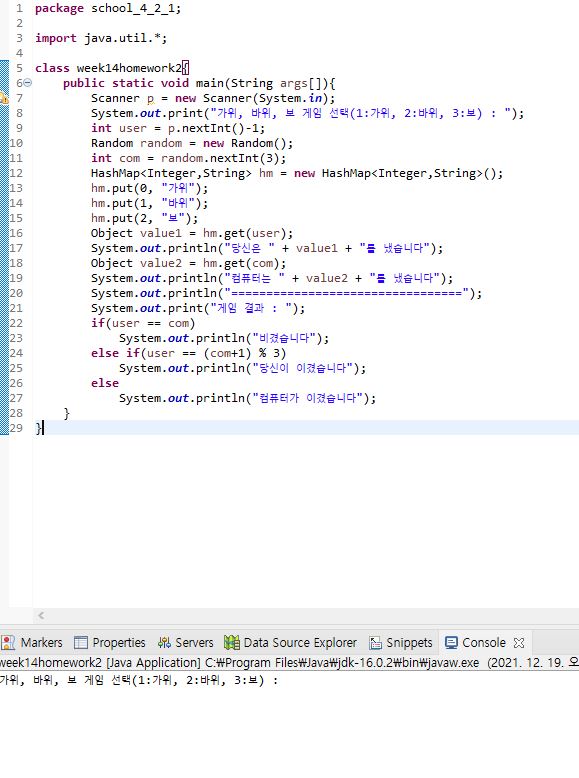 1 package school_4_2_1;
2
3 import java.util.*;
4
5 class week14homework2{
6 public static void main(String args[]){
7 Scanner p = new Scanner(System.in);
8 System.out.print("가위, 바위, 보 게임 선택(1:가위, 2:바위, 3:보) : ");
9 int user = p.nextInt()-1;
10 Random random = new Random();
11 int com = random.nextInt(3);
12 HashMap<Integer,String> hm = new HashMap<Integer,String>();
13 hm.put(0, "가위");
14 hm.put(1, "바위");
15 hm.put(2, "보");
16 Object value1 = hm.get(user);
17 System.out.println("당신은 " + value1 + "를 냈습니다");
18 Object value2 = hm.get(com);
19 System.out.println("컴퓨터는 " + value2 + "를 냈습니다");
20 System.out.println("=================================");
21 System.out.print("게임 결과 : ");
22 if(user == com)
23 System.out.println("비겼습니다");
24 else if(user == (com+1) % 3)
25 System.out.println("당신이 이겼습니다");
26 else
27 System.out.println("컴퓨터가 이겼습니다");
28 }
29 }
Markers Properties Servers Data Source Explorer Snippets Console
week14homework2 [Java Application] C:₩Program Files₩Java₩jdk-16.0.2₩bin₩javaw.exe (2021. 12. 19. 오
가위, 바위, 보 게임 선택(1:가위, 2:바위, 3:보) :